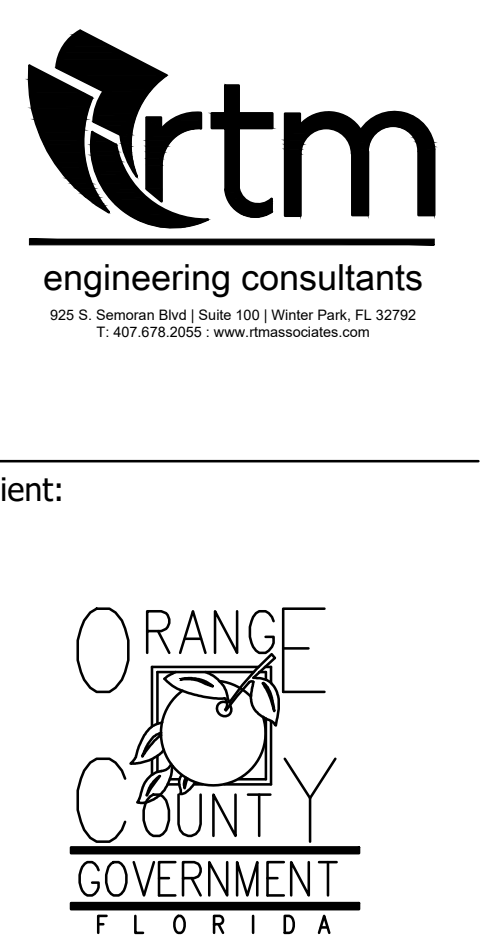 rtm
engineering consultants
925 S. Semoran Blvd | Suite 100 | Winter Park, FL 32792
T: 407.678.2055 : www.rtmassociates.com
ient:
ORANGE
COUNTY
GOVERNMENT
FLORIDA